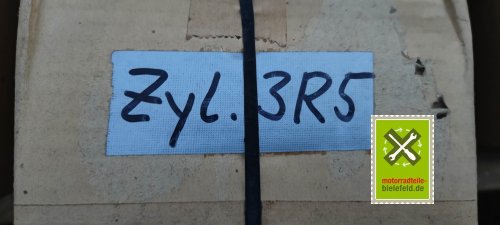 Zyl. 3R5
motorradteile-
bielefeld.de